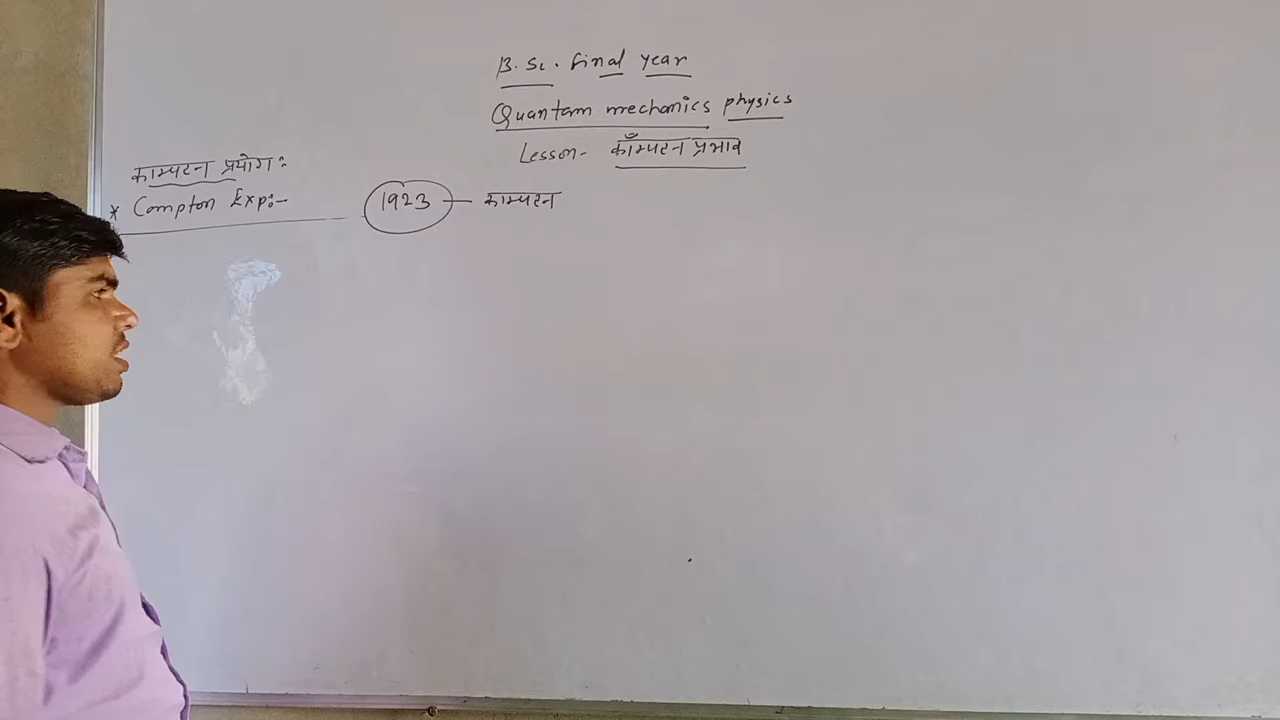 B. Sc. final year
Quantam mechanics physics
Lesson- कॉम्पटन प्रभाव
काम्पटन प्रयोग :-
* Compton Exp:-
1923 — काम्पटन